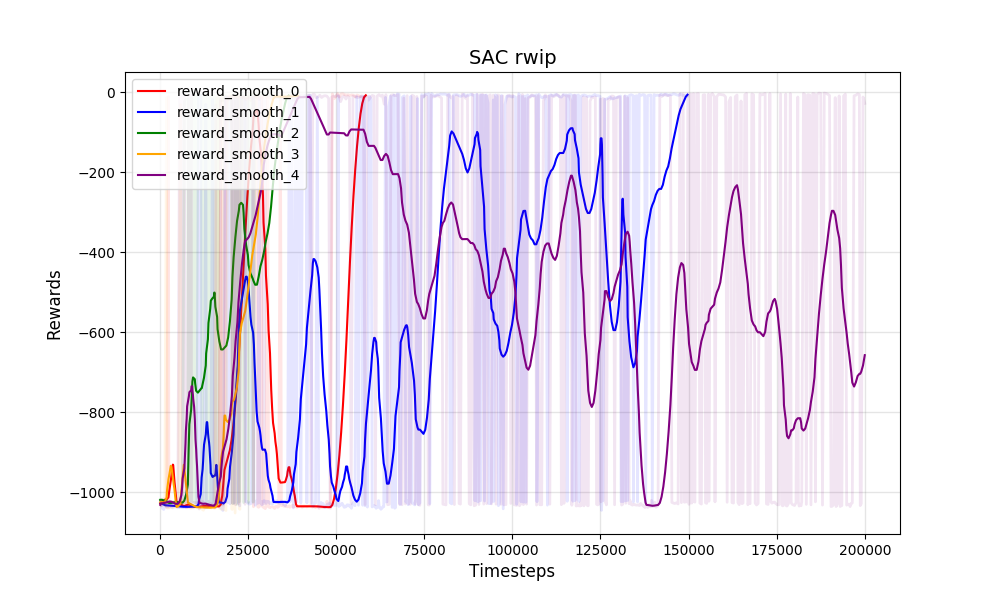 SAC rwip
reward_smooth_0
reward_smooth_1
reward_smooth_2
reward_smooth_3
reward_smooth_4
0
−200
−400
−600
−800
−1000
Rewards
0 25000 50000 75000 100000 125000 150000 175000 200000
Timesteps